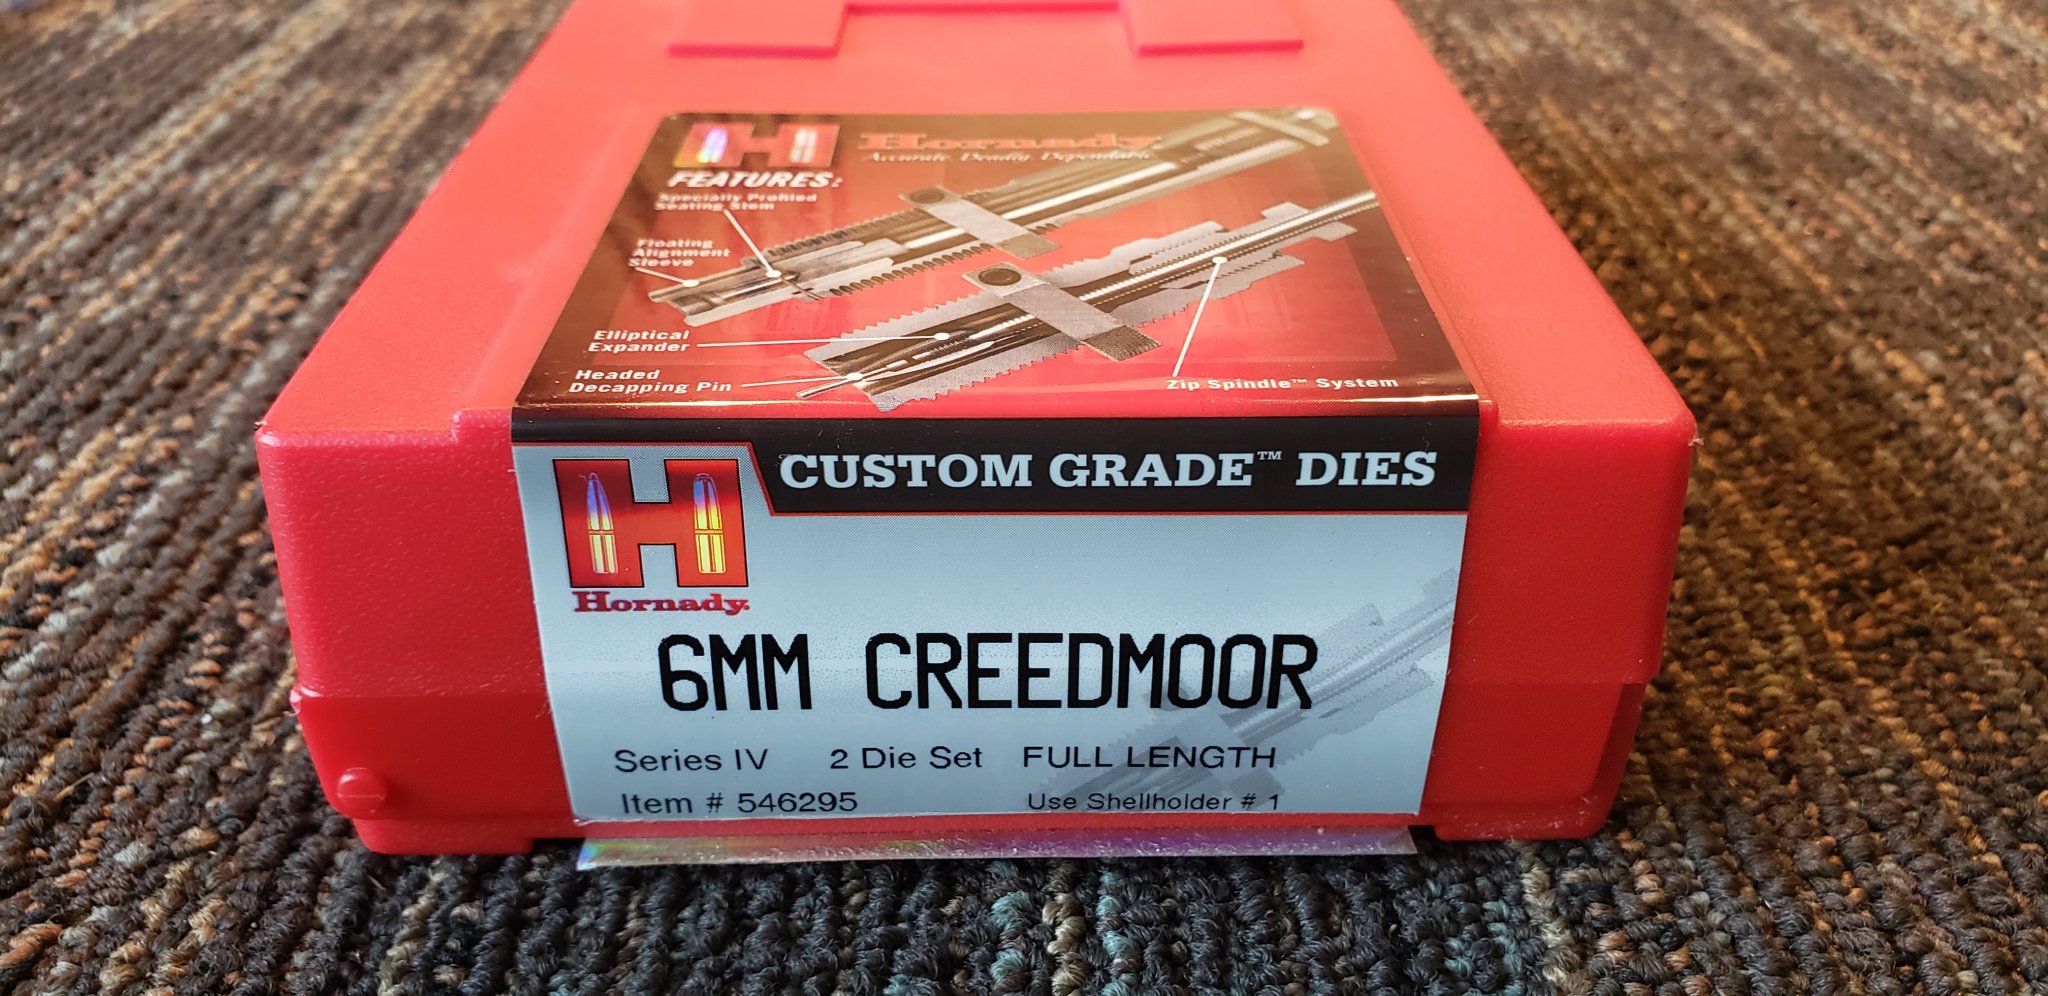 H Hornady
Accurate. Deadly. Dependable.
FEATURES:
Specially Profiled
Seating Stem
Floating
Alignment
Sleeve
Elliptical
Expander
Headed
Decapping Pin
Zip Spindle™ System
CUSTOM GRADE™ DIES
H
Hornady
6MM CREEDMOOR
Series IV 2 Die Set FULL LENGTH
Item # 546295 Use Shellholder # 1